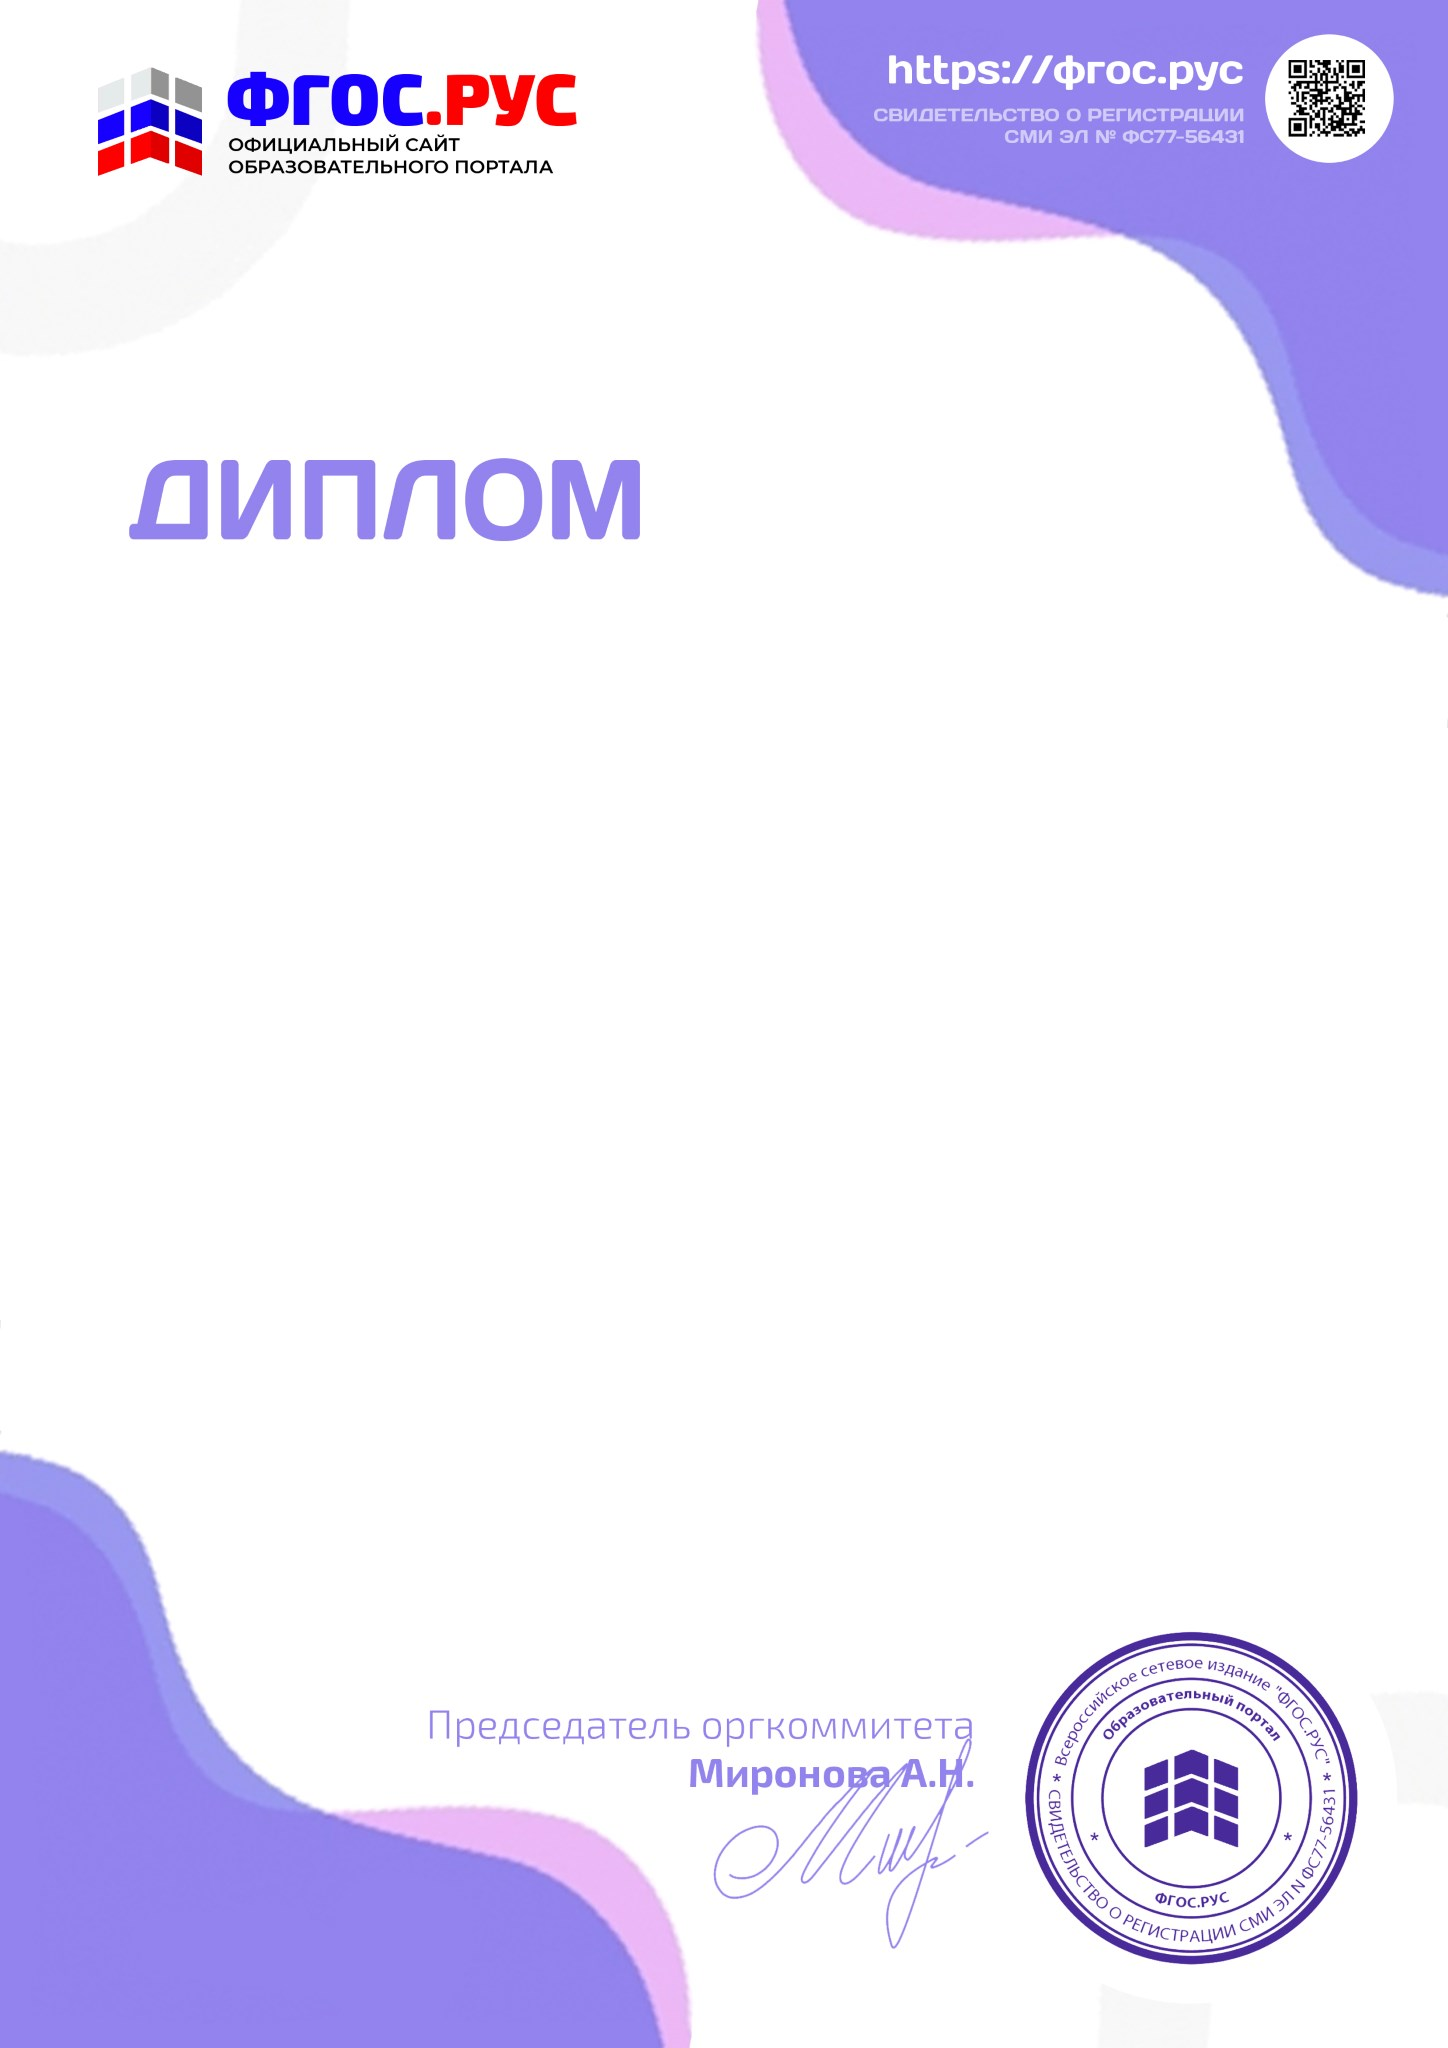 ФГОС.РУС
ОФИЦИАЛЬНЫЙ САЙТ
ОБРАЗОВАТЕЛЬНОГО ПОРТАЛА
https://фгос.рус
СВИДЕТЕЛЬСТВО О РЕГИСТРАЦИИ
СМИ ЭЛ № ФС77-56431
ДИПЛОМ
Председатель оргкоммитета
Миронова А.Н.
* Всероссийское сетевое издание "ФГОС.РУС" *
СВИДЕТЕЛЬСТВО О РЕГИСТРАЦИИ СМИ ЭЛ N ФС77-56431
Образовательный портал
* ФГОС.РУС *